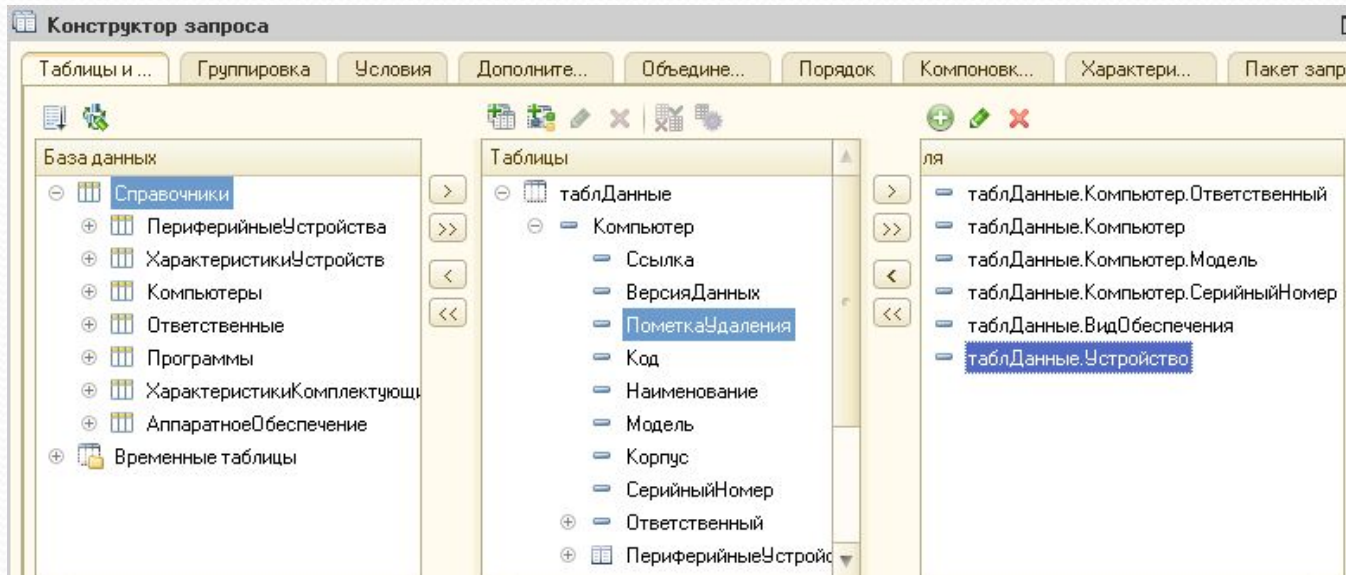 Конструктор запроса
Таблицы и ...
Группировка
Условия
Дополните...
Объедине...
Порядок
Компоновк...
Характери...
Пакет запр
База данных
Справочники
ПериферийныеУстройства
ХарактеристикиУстройств
Компьютеры
Ответственные
Программы
ХарактеристикиКомплектующи
АппаратноеОбеспечение
Временные таблицы
Таблицы
таблДанные
Компьютер
Ссылка
ВерсияДанных
ПометкаУдаления
Код
Наименование
Модель
Корпус
СерийныйНомер
Ответственный
ПериферийныеУстройс
ля
таблДанные.Компьютер.Ответственный
таблДанные.Компьютер
таблДанные.Компьютер.Модель
таблДанные.Компьютер.СерийныйНомер
таблДанные.ВидОбеспечения
таблДанные.Устройство